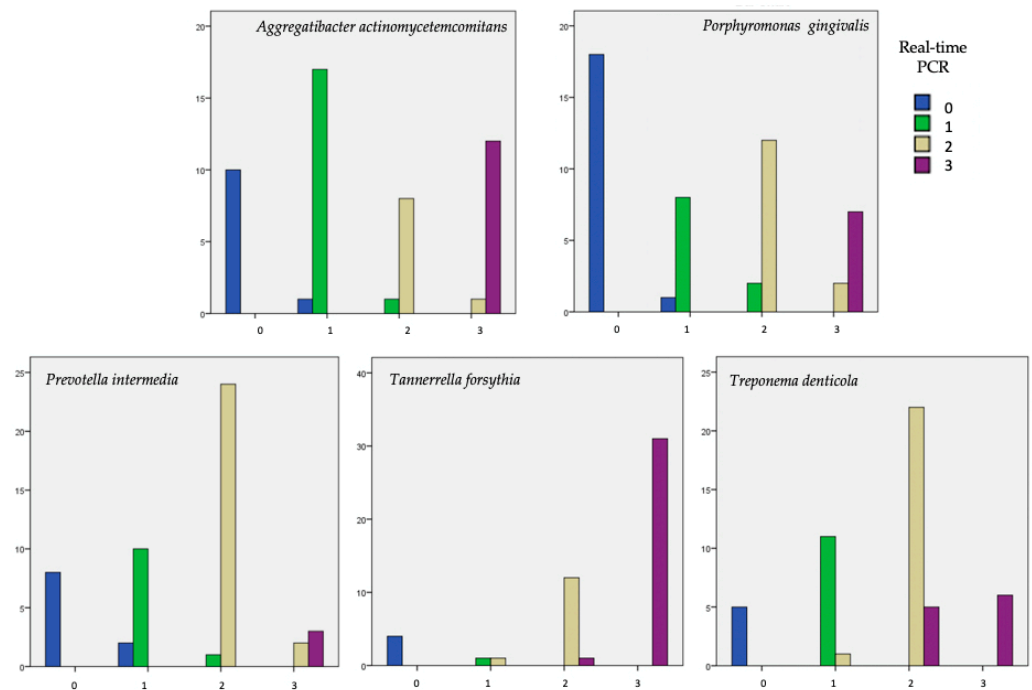 Aggregatibacter actinomycetemcomitans
20
15
10
5
0
0 1 2 3
Porphyromonas gingivalis
20
15
10
5
0
0 1 2 3
Real-time
PCR
0
1
2
3
Prevotella intermedia
25
20
15
10
5
0
0 1 2 3
Tannerrella forsythia
40
30
20
10
0
0 1 2 3
Treponema denticola
25
20
15
10
5
0
0 1 2 3